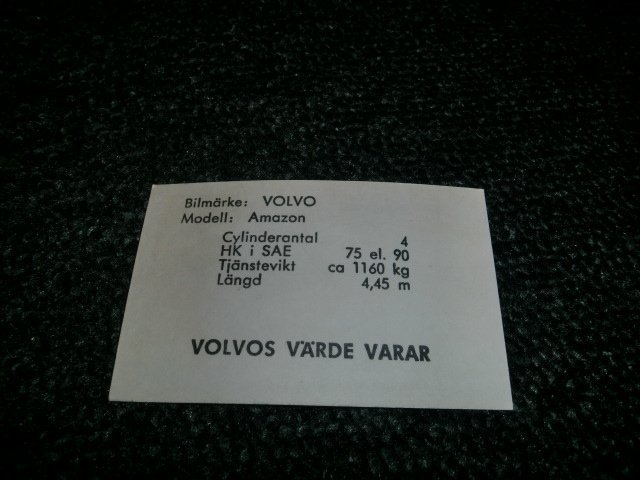 Bilmärke: VOLVO
Modell: Amazon
Cylinderantal 4
HK i SAE 75 el. 90
Tjänstevikt ca 1160 kg
Längd 4,45 m
VOLVOS VÄRDE VARAR